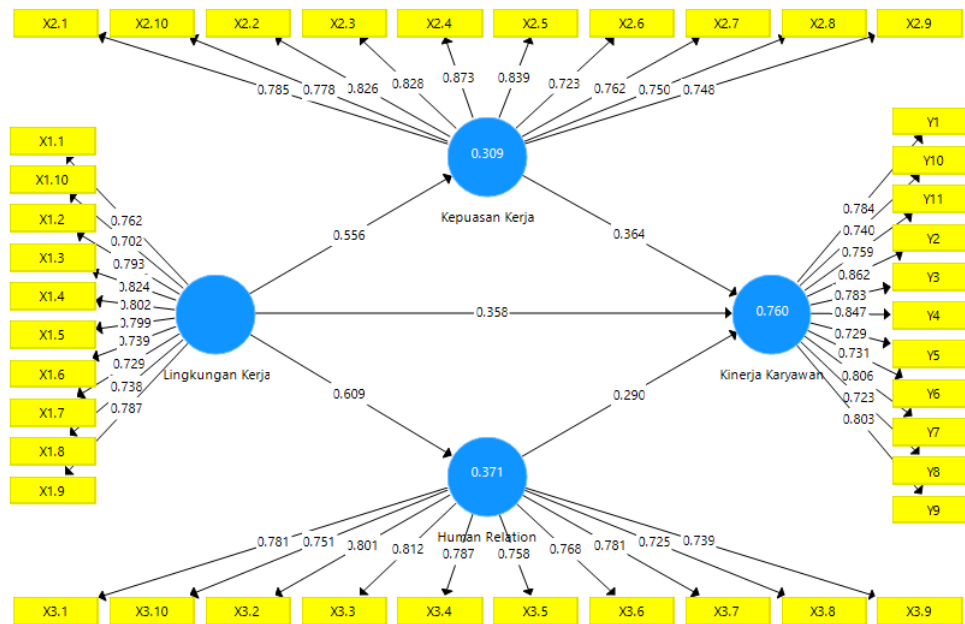 X2.1 X2.10 X2.2 X2.3 X2.4 X2.5 X2.6 X2.7 X2.8 X2.9
0.785 0.778 0.826 0.828 0.873 0.839 0.723 0.762 0.750 0.748
X1.1
X1.10
X1.2
X1.3
X1.4
X1.5
X1.6
X1.7
X1.8
X1.9
0.762
0.702
0.793
0.824
0.802
0.799
0.739
0.729
0.738
0.787
Lingkungan Kerja
0.309
Kepuasan Kerja
0.556
0.364
0.358
0.609
0.290
0.371
Human Relation
0.760
Kinerja Karyawan
0.784
0.740
0.759
0.862
0.783
0.847
0.729
0.731
0.806
0.723
0.803
Y1
Y10
Y11
Y2
Y3
Y4
Y5
Y6
Y7
Y8
Y9
0.781 0.751 0.801 0.812 0.787 0.758 0.768 0.781 0.725 0.739
X3.1 X3.10 X3.2 X3.3 X3.4 X3.5 X3.6 X3.7 X3.8 X3.9